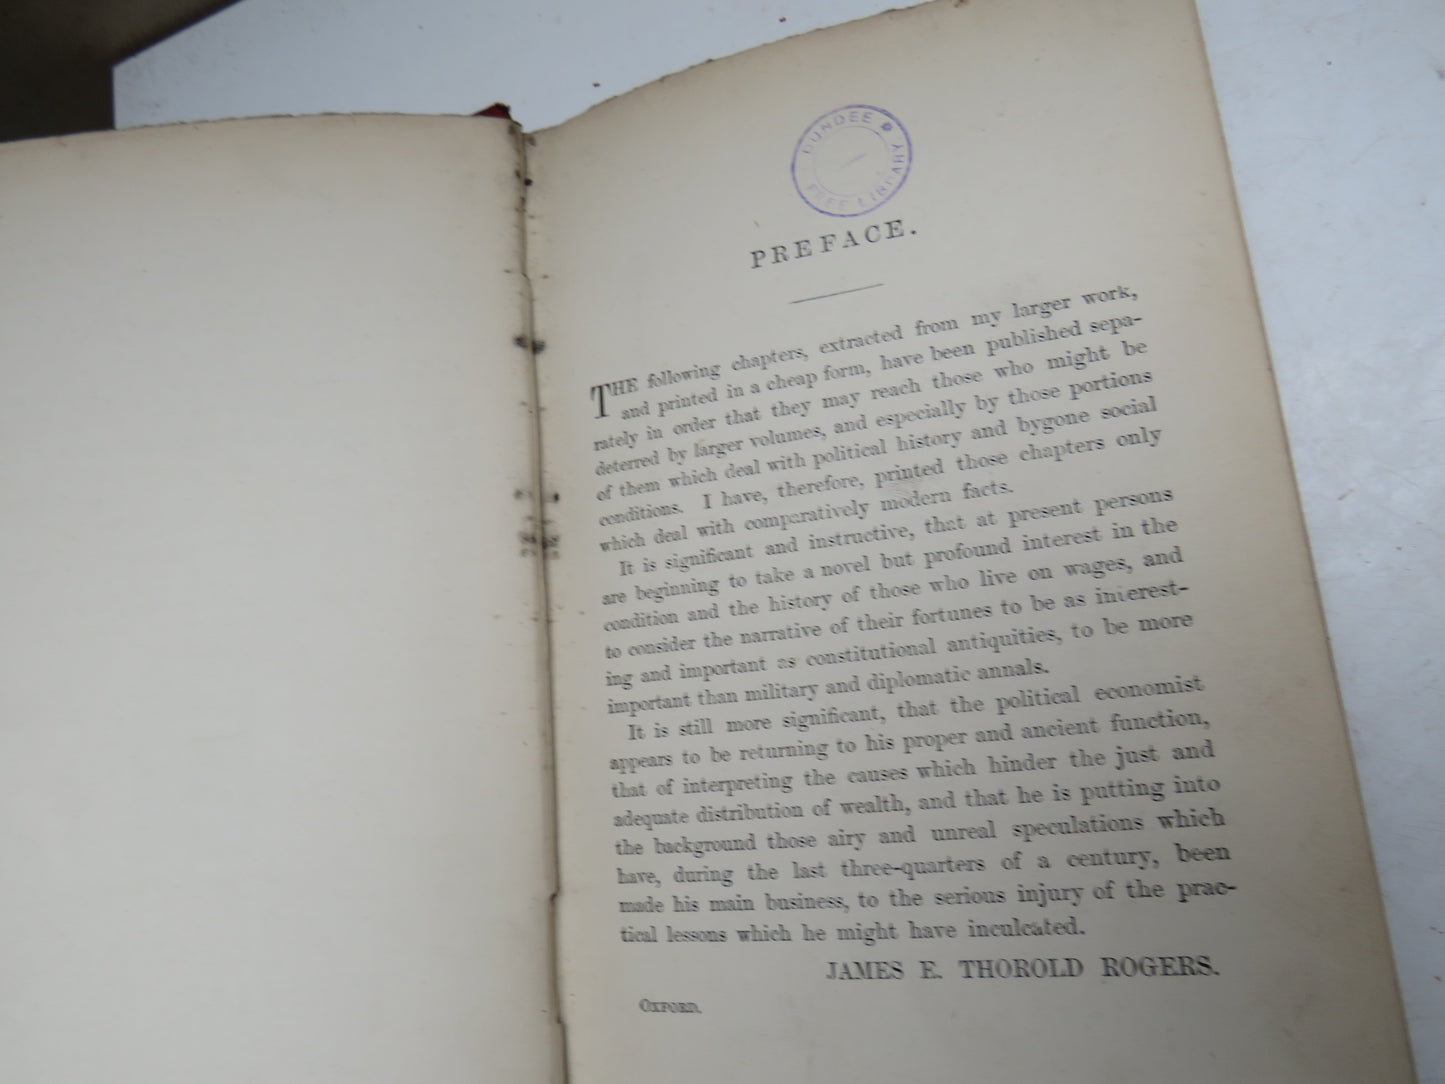 DUNDEE FREE LIBRARY
PREFACE.
THE following chapters, extracted from my larger work,
and printed in a cheap form, have been published sepa-
rately in order that they may reach those who might be
deterred by larger volumes, and especially by those portions
of them which deal with political history and bygone social
conditions. I have, therefore, printed those chapters only
which deal with comparatively modern facts.
It is significant and instructive, that at present persons
are beginning to take a novel but profound interest in the
condition and the history of those who live on wages, and
to consider the narrative of their fortunes to be as interest-
ing and important as constitutional antiquities, to be more
important than military and diplomatic annals.
It is still more significant, that the political economist
appears to be returning to his proper and ancient function,
that of interpreting the causes which hinder the just and
adequate distribution of wealth, and that he is putting into
the background those airy and unreal speculations which
have, during the last three-quarters of a century, been
made his main business, to the serious injury of the prac-
tical lessons which he might have inculcated.
JAMES E. THOROLD ROGERS.
OXFORD.